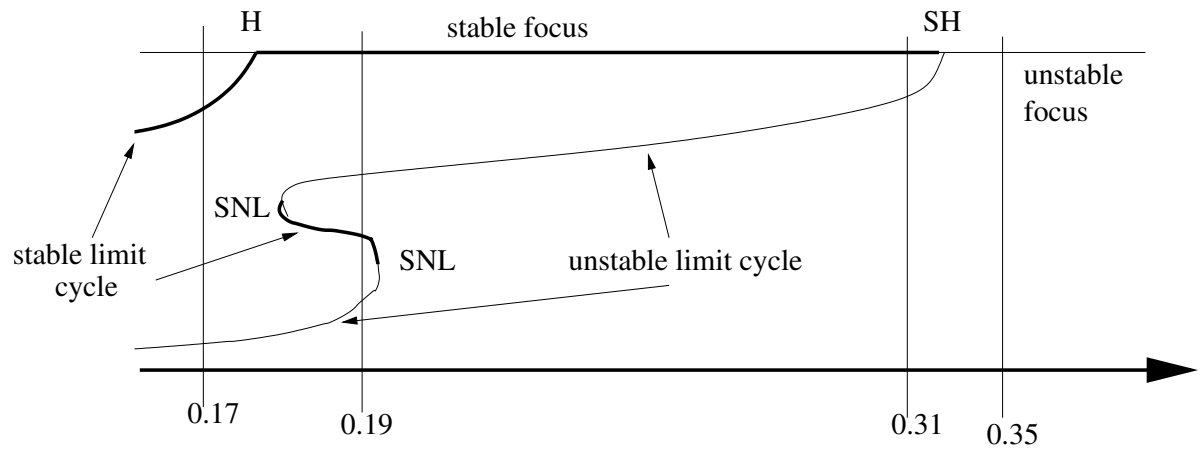 H
stable focus
SH
unstable
focus
SNL
stable limit
cycle
SNL
unstable limit cycle
0.17
0.19
0.31
0.35